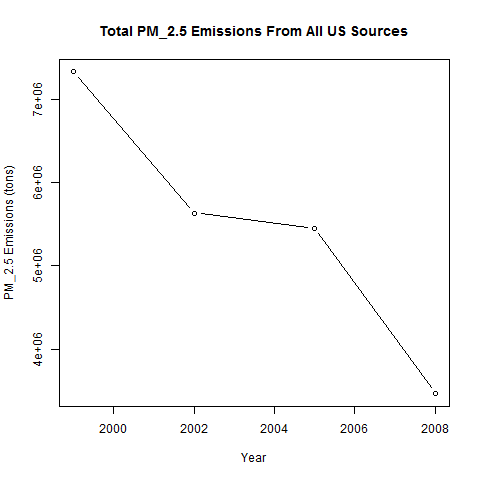 Total PM_2.5 Emissions From All US Sources
PM_2.5 Emissions (tons)
7e+06
6e+06
5e+06
4e+06
2000 2002 2004 2006 2008
Year